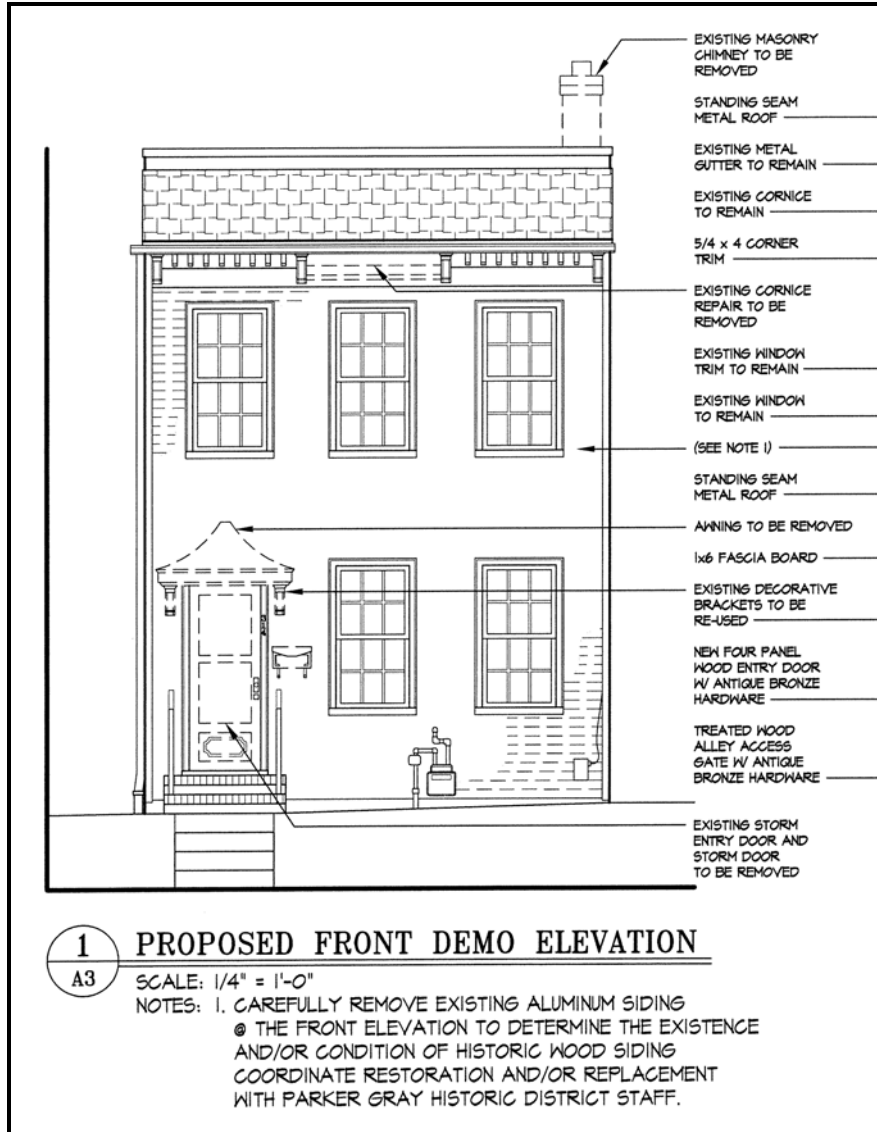 EXISTING MASONRY
CHIMNEY TO BE
REMOVED
STANDING SEAM
METAL ROOF
EXISTING METAL
GUTTER TO REMAIN
EXISTING CORNICE
TO REMAIN
5/4 x 4 CORNER
TRIM
EXISTING CORNICE
REPAIR TO BE
REMOVED
EXISTING WINDOW
TRIM TO REMAIN
EXISTING WINDOW
TO REMAIN
(SEE NOTE 1)
STANDING SEAM
METAL ROOF
AWNING TO BE REMOVED
1x6 FASCIA BOARD
EXISTING DECORATIVE
BRACKETS TO BE
RE-USED
NEW FOUR PANEL
WOOD ENTRY DOOR
W/ ANTIQUE BRONZE
HARDWARE
TREATED WOOD
ALLEY ACCESS
GATE W/ ANTIQUE
BRONZE HARDWARE
EXISTING STORM
ENTRY DOOR AND
STORM DOOR
TO BE REMOVED
1
A3
PROPOSED FRONT DEMO ELEVATION
SCALE: 1/4" = 1'-0"
NOTES: 1. CAREFULLY REMOVE EXISTING ALUMINUM SIDING
@ THE FRONT ELEVATION TO DETERMINE THE EXISTENCE
AND/OR CONDITION OF HISTORIC WOOD SIDING
COORDINATE RESTORATION AND/OR REPLACEMENT
WITH PARKER GRAY HISTORIC DISTRICT STAFF.